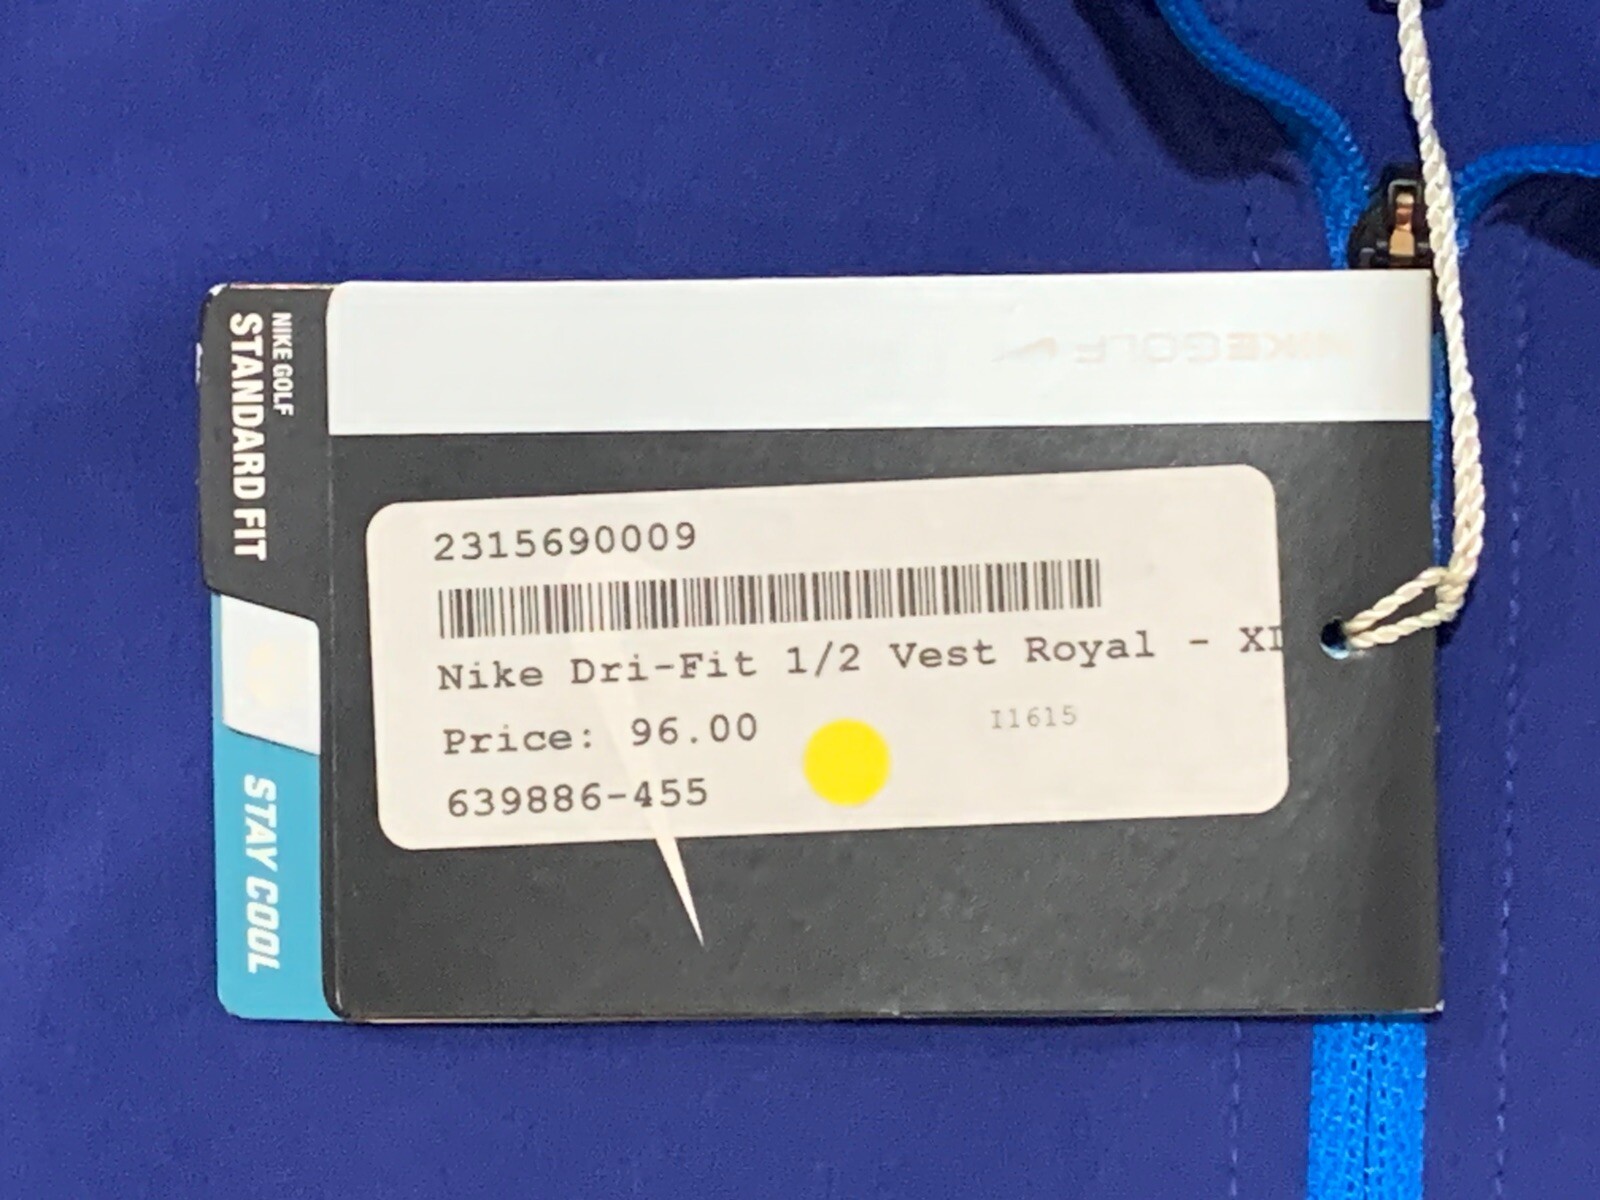 NIKE GOLF
STANDARD FIT
STAY COOL
NIKE GOLF
2315690009
Nike Dri-Fit 1/2 Vest Royal - XL
Price: 96.00
I1615
639886-455